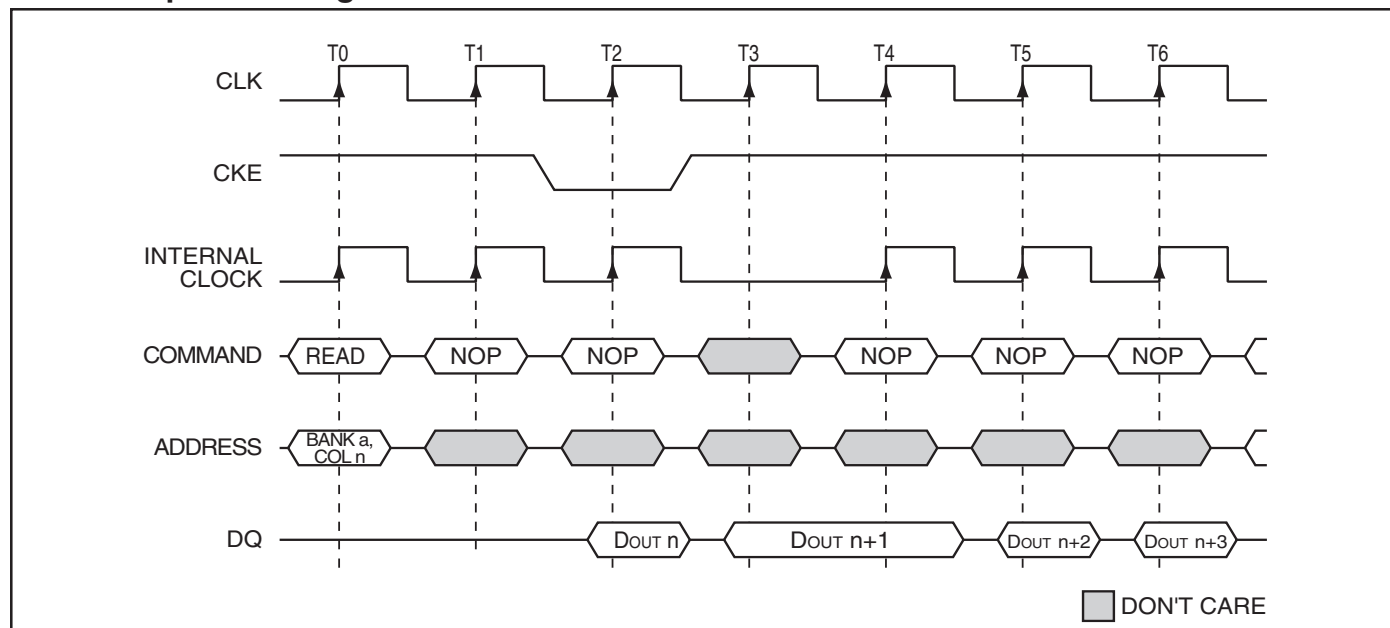 T0 T1 T2 T3 T4 T5 T6
CLK
CKE
INTERNAL
CLOCK
COMMAND READ NOP NOP NOP NOP NOP
ADDRESS BANK a,
COL n
DQ DOUT n DOUT n+1 DOUT n+2 DOUT n+3
DON'T CARE